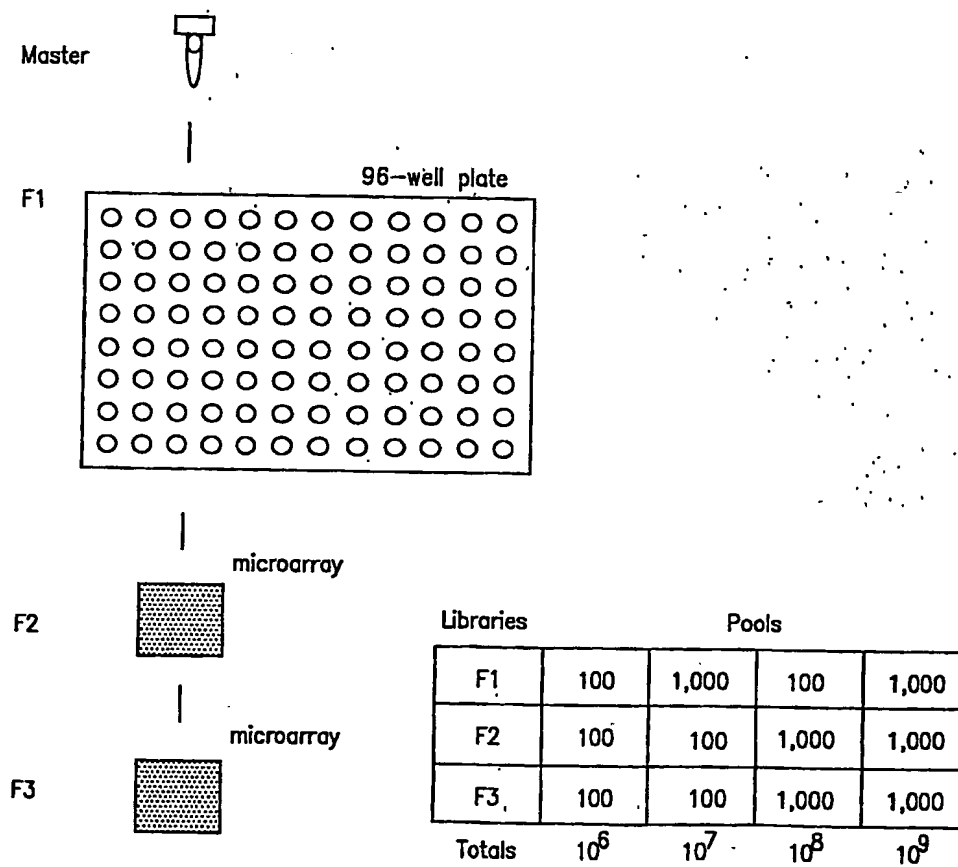 Master
96-well plate
F1
microarray
F2
microarray
F3
Libraries Pools
F1 100 1,000 100 1,000
F2 100 100 1,000 1,000
F3 100 100 1,000 1,000
Totals 10^6 10^7 10^8 10^9